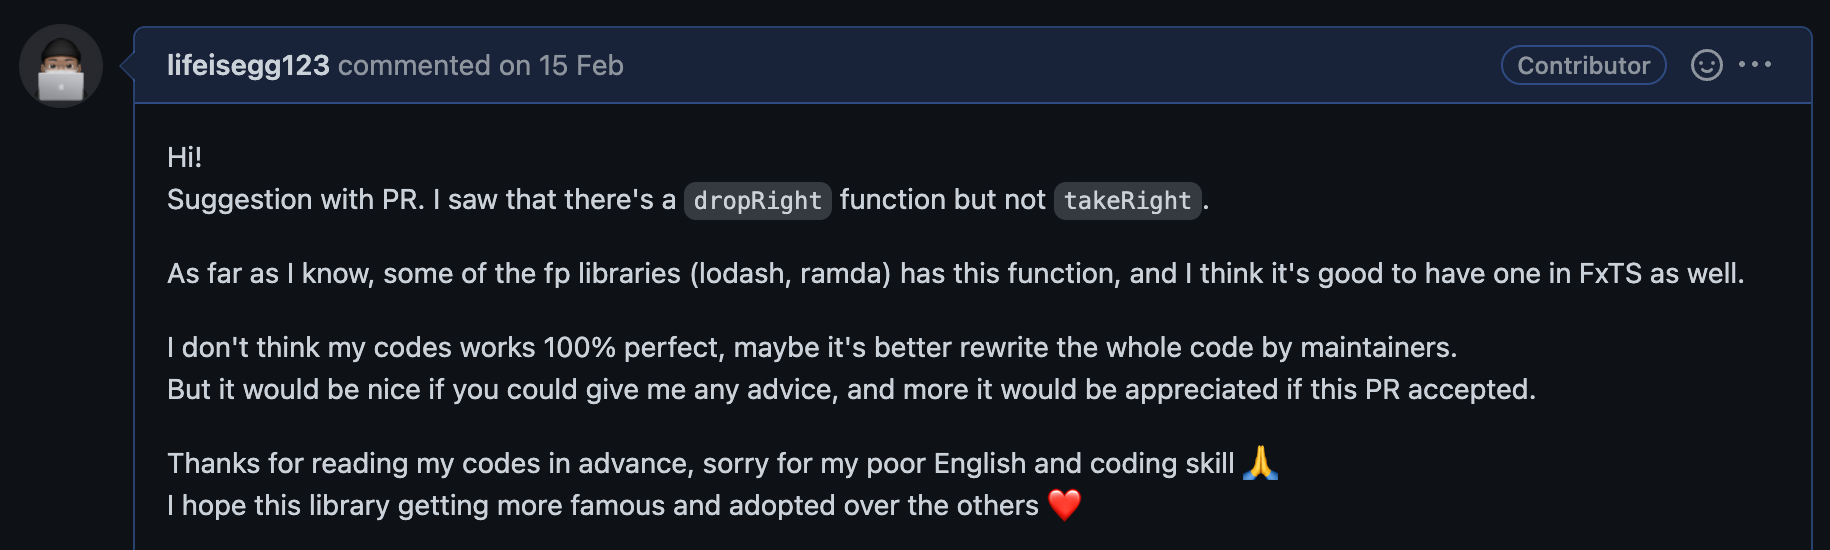 lifeisegg123 commented on 15 Feb
Contributor
Hi!
Suggestion with PR. I saw that there's a dropRight function but not takeRight.
As far as I know, some of the fp libraries (lodash, ramda) has this function, and I think it's good to have one in FxTS as well.
I don't think my codes works 100% perfect, maybe it's better rewrite the whole code by maintainers.
But it would be nice if you could give me any advice, and more it would be appreciated if this PR accepted.
Thanks for reading my codes in advance, sorry for my poor English and coding skill 🙏
I hope this library getting more famous and adopted over the others ❤️